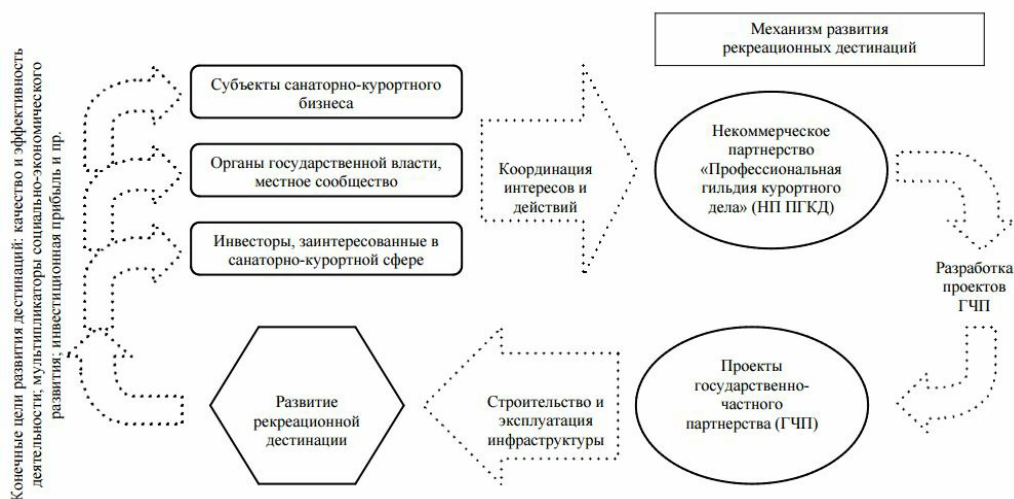 Конечные цели развития дестинаций: качество и эффективность
деятельности; мультипликаторы социально-экономического
развития; инвестиционная прибыль и пр.
Механизм развития
рекреационных дестинаций
Субъекты санаторно-курортного
бизнеса
Органы государственной власти,
местное сообщество
Инвесторы, заинтересованные в
санаторно-курортной сфере
Координация
интересов и
действий
Некоммерческое
партнерство
«Профессиональная
гильдия курортного
дела» (НП ПГКД)
Разработка
проектов
ГЧП
Проекты
государственно-
частного
партнерства (ГЧП)
Строительство и
эксплуатация
инфраструктуры
Развитие
рекреационной
дестинации